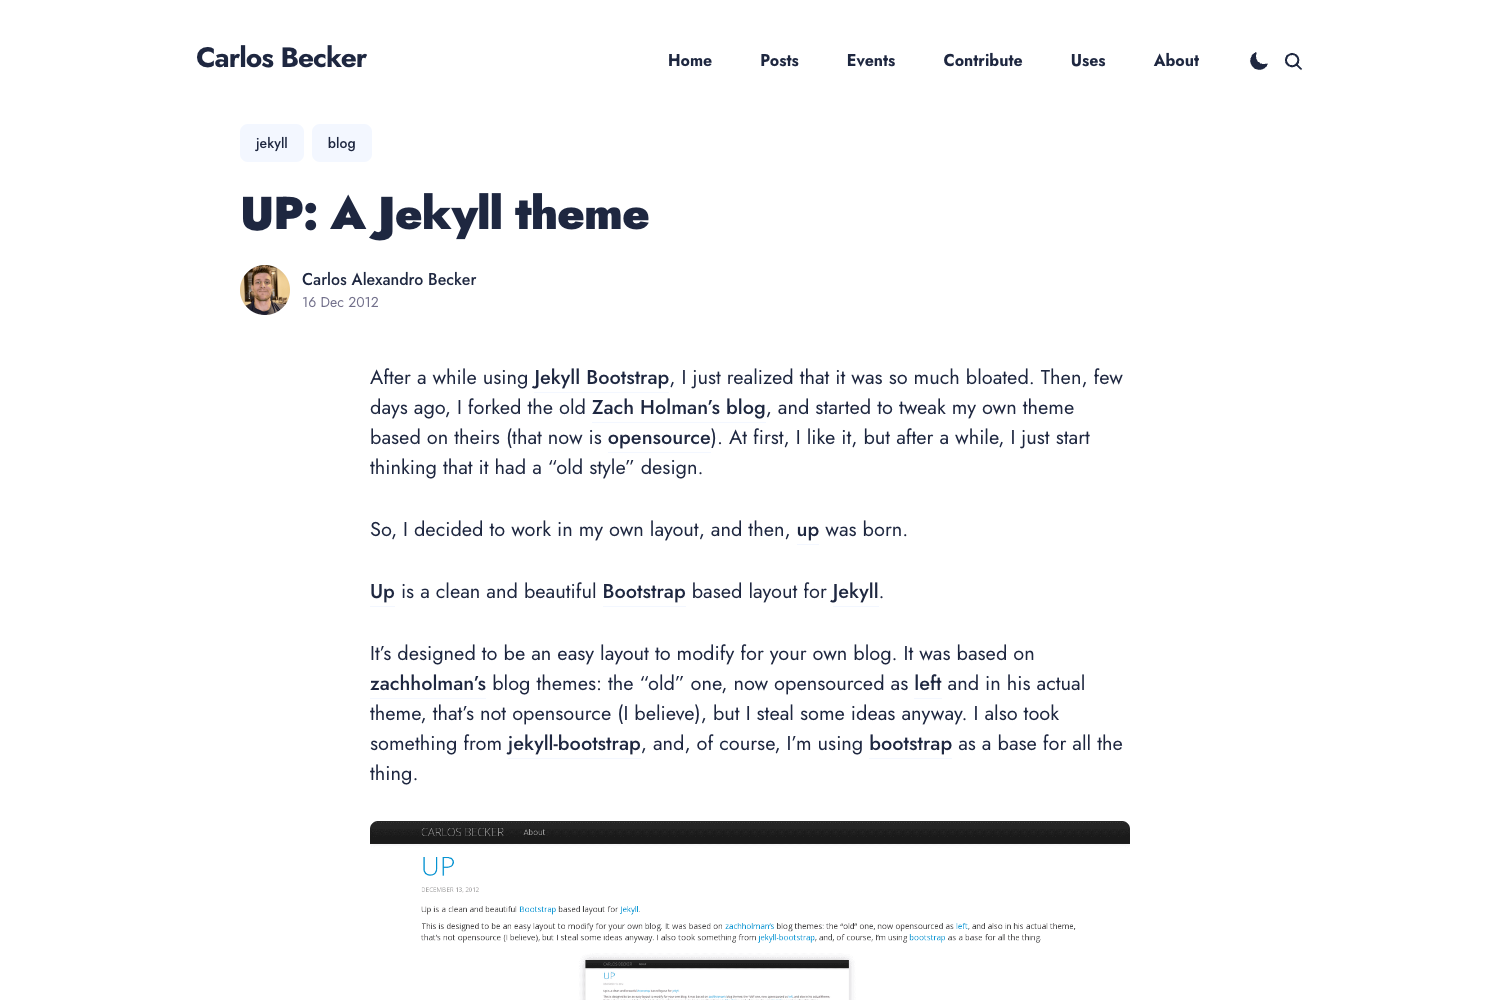 Carlos Becker
Home Posts Events Contribute Uses About
jekyll blog
UP: A Jekyll theme
Carlos Alexandro Becker
16 Dec 2012
After a while using Jekyll Bootstrap, I just realized that it was so much bloated. Then, few
days ago, I forked the old Zach Holman’s blog, and started to tweak my own theme
based on theirs (that now is opensource). At first, I like it, but after a while, I just start
thinking that it had a “old style” design.
So, I decided to work in my own layout, and then, up was born.
Up is a clean and beautiful Bootstrap based layout for Jekyll.
It’s designed to be an easy layout to modify for your own blog. It was based on
zachholman’s blog themes: the “old” one, now opensourced as left and in his actual
theme, that’s not opensource (I believe), but I steal some ideas anyway. I also took
something from jekyll-bootstrap, and, of course, I’m using bootstrap as a base for all the
thing.
CARLOS BECKER About
UP
DECEMBER 13, 2012
Up is a clean and beautiful Bootstrap based layout for Jekyll.
This is designed to be an easy layout to modify for your own blog. It was based on zachholman’s blog themes: the “old” one, now opensourced as left, and also in his actual theme,
that’s not opensource (I believe), but I steal some ideas anyway. I also took something from jekyll-bootstrap, and, of course, I’m using bootstrap as a base for all the thing.
UP